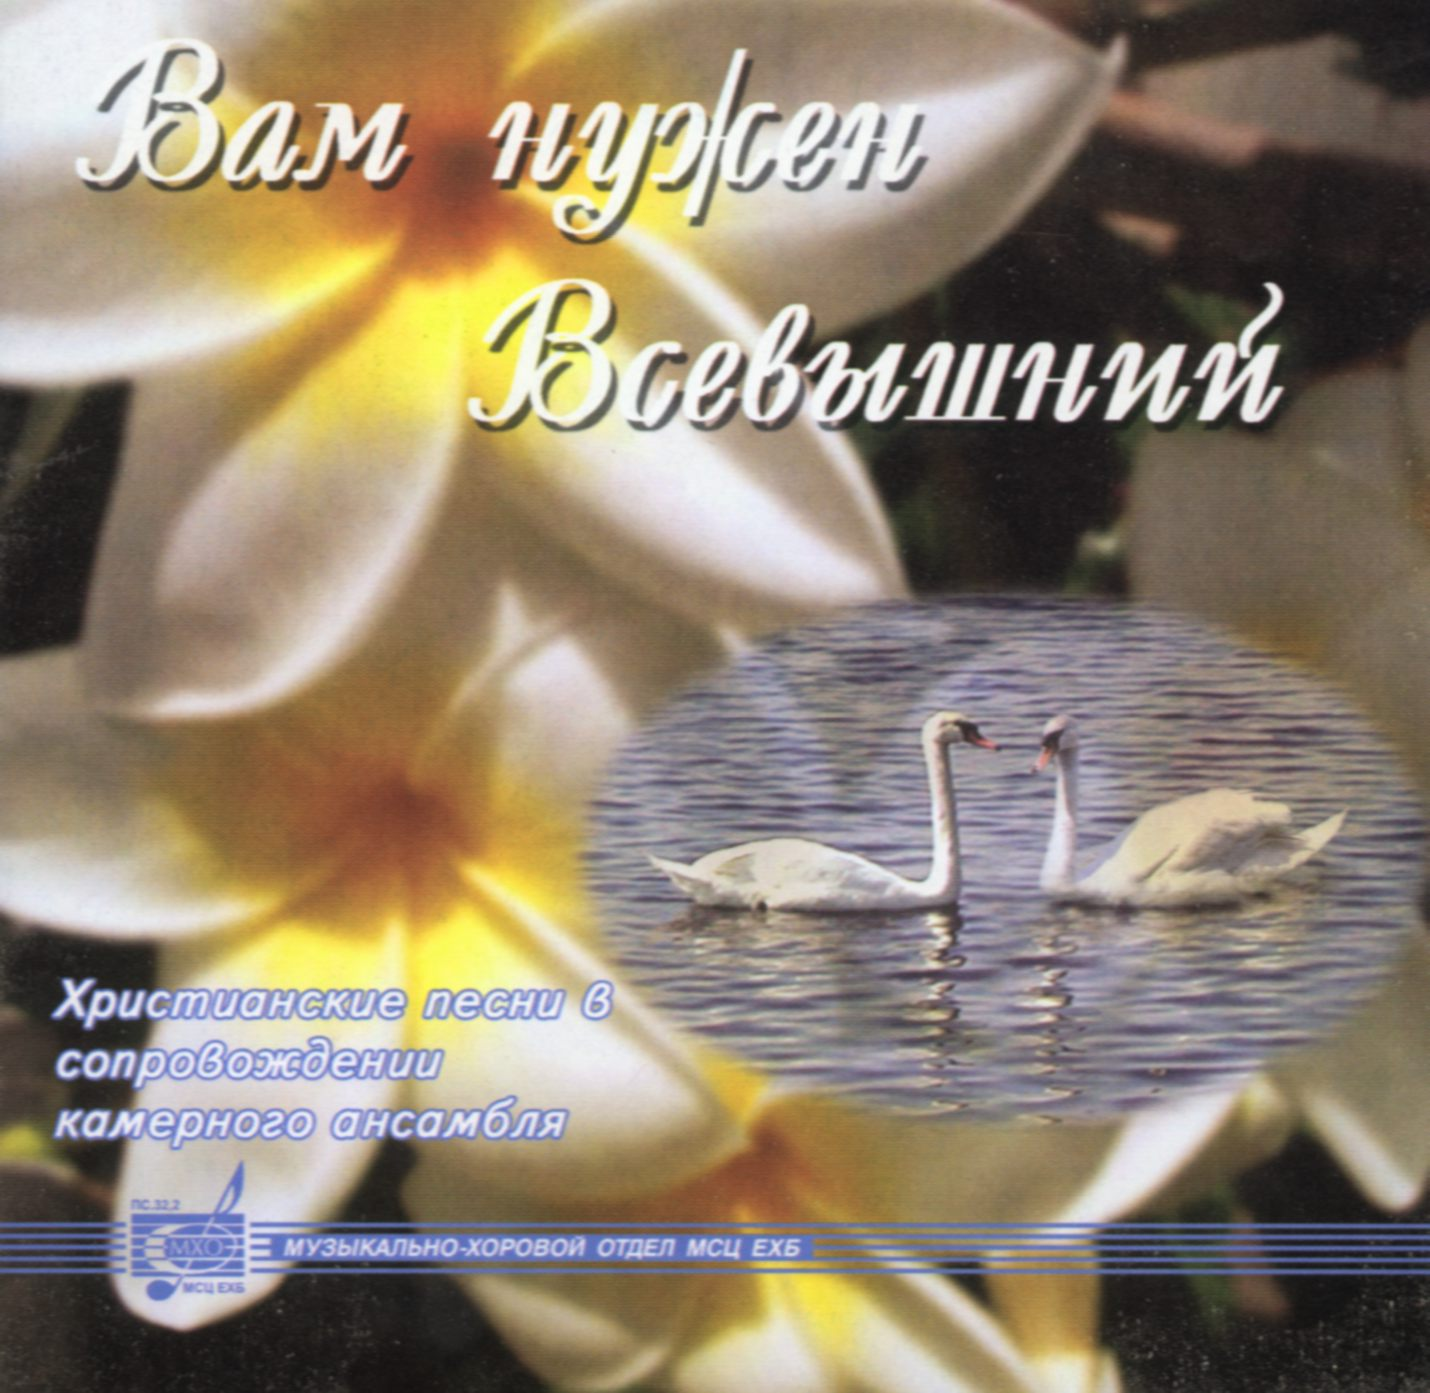 Вам нужен
Всевышний
Христианские песни в
сопровождении
камерного ансамбля
ПС.32,2
МХО
МСЦ ЕХБ
МУЗЫКАЛЬНО-ХОРОВОЙ ОТДЕЛ МСЦ ЕХБ